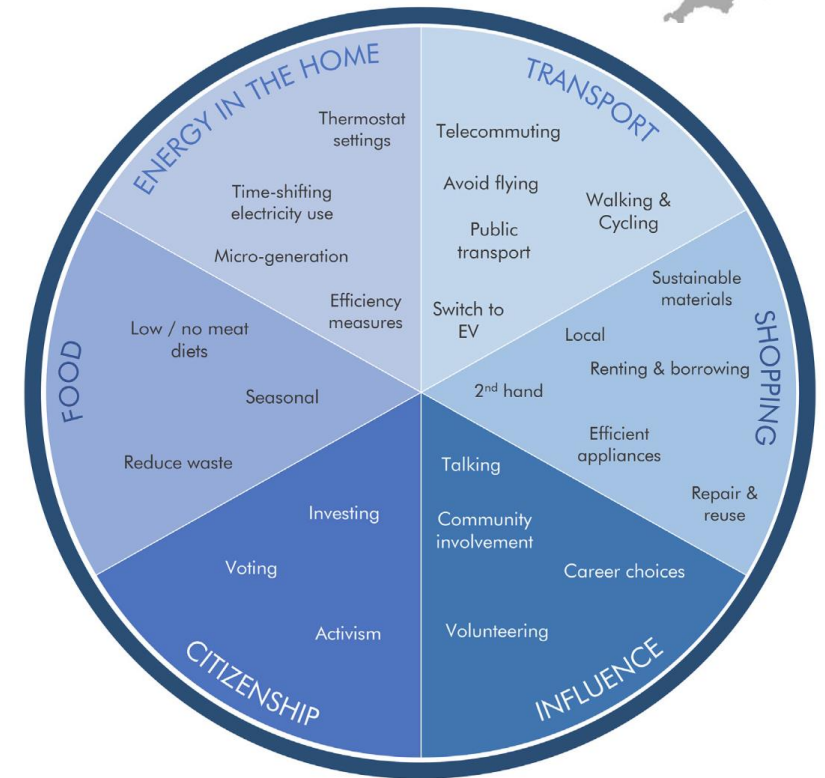 ENERGY IN THE HOME
Thermostat
settings
Time-shifting
electricity use
Micro-generation
Efficiency
measures
TRANSPORT
Telecommuting
Avoid flying
Walking &
Cycling
Public
transport
Switch to
EV
SHOPPING
Sustainable
materials
Local
Renting & borrowing
2nd hand
Efficient
appliances
Repair &
reuse
INFLUENCE
Talking
Community
involvement
Career choices
Volunteering
CITIZENSHIP
Investing
Voting
Activism
FOOD
Low / no meat
diets
Seasonal
Reduce waste